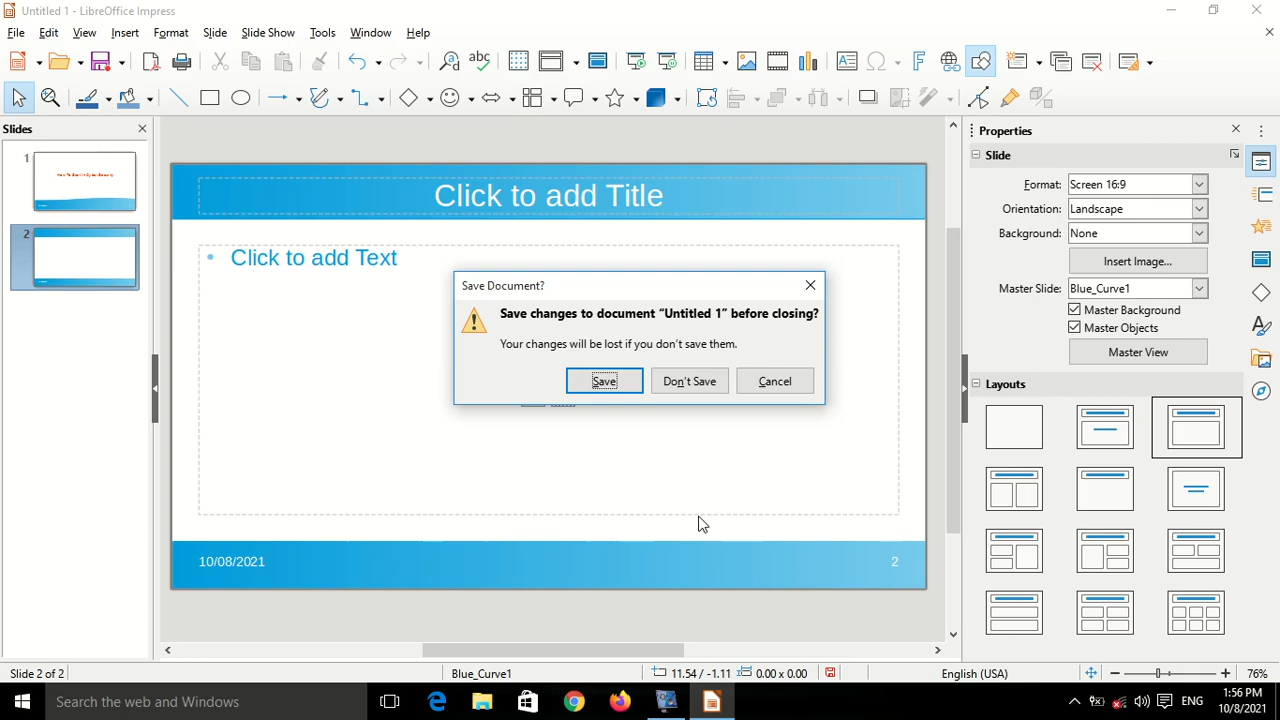 Untitled 1 - LibreOffice Impress
File Edit View Insert Format Slide Slide Show Tools Window Help
Slides
1
2
Click to add Title
• Click to add Text
10/08/2021
2
Save Document?
Save changes to document “Untitled 1” before closing?
Your changes will be lost if you don’t save them.
Save Don't Save Cancel
Properties
Slide
Format: Screen 16:9
Orientation: Landscape
Background: None
Insert Image...
Master Slide: Blue_Curve1
Master Background
Master Objects
Master View
Layouts
Slide 2 of 2 Blue_Curve1 11.54 / -1.11 0.00 x 0.00 English (USA) 76%
Search the web and Windows
ENG
1:56 PM
10/8/2021